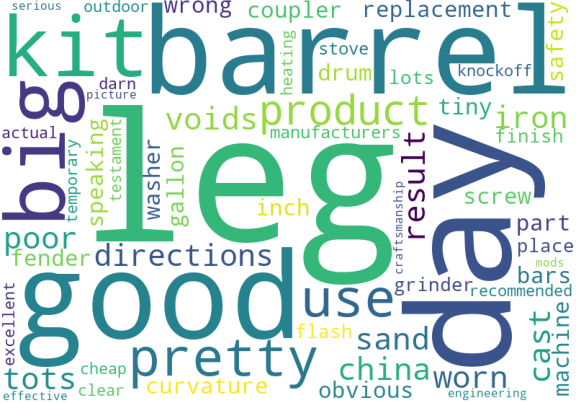 serious
outdoor
wrong
coupler
replacement
safety
kit
barrel
stove
knockoff
heating
drum
lots
darn
picture
big
leg
voids
product
tiny
iron
actual
manufacturers
finish
temporary
speaking
testament
washer
gallon
inch
result
craftsmanship
day
screw
poor
fender
directions
part
place
mods
grinder
bars
recommended
excellent
good
use
flash
sand
cast
machine
tots
pretty
china
worn
cheap
clear
curvature
obvious
effective
engineering